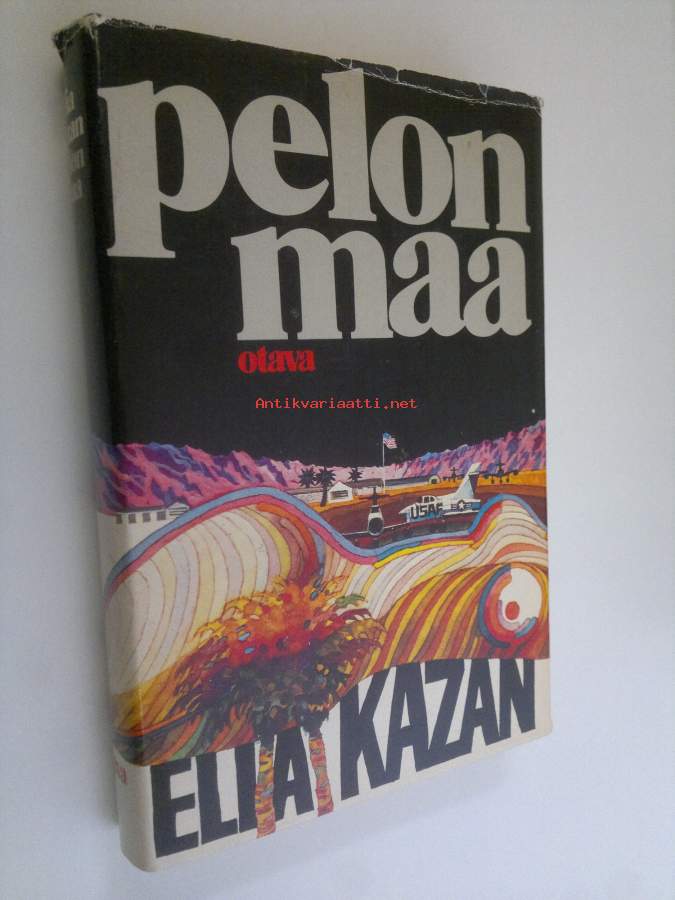 pelon
maa
otava
Antikvariaatti.net
USAF
ELIA KAZAN